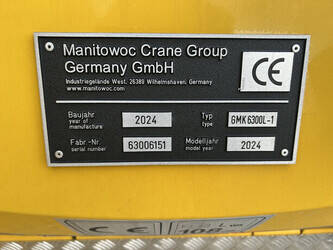 Manitowoc Crane Group
Germany GmbH
Industriegelände West, 26389 Wilhelmshaven, Germany
www.manitowoc.com
CE
Baujahr
year of
manufacture
2024
Typ
type
GMK6300L-1
Fabr.-Nr.
serial number
63006151
Modelljahr
model year
2024
CE